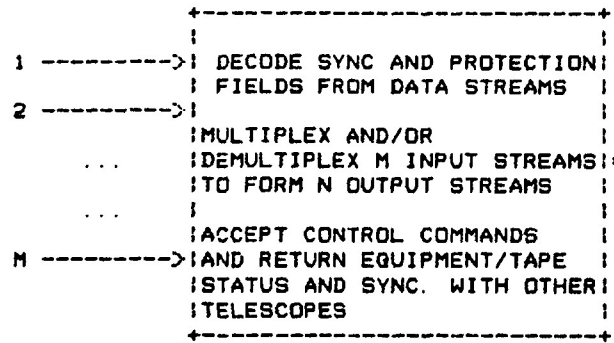 1 DECODE SYNC AND PROTECTION
FIELDS FROM DATA STREAMS
2
MULTIPLEX AND/OR
... DEMULTIPLEX M INPUT STREAMS
TO FORM N OUTPUT STREAMS
...
ACCEPT CONTROL COMMANDS
M AND RETURN EQUIPMENT/TAPE
STATUS AND SYNC. WITH OTHER
TELESCOPES